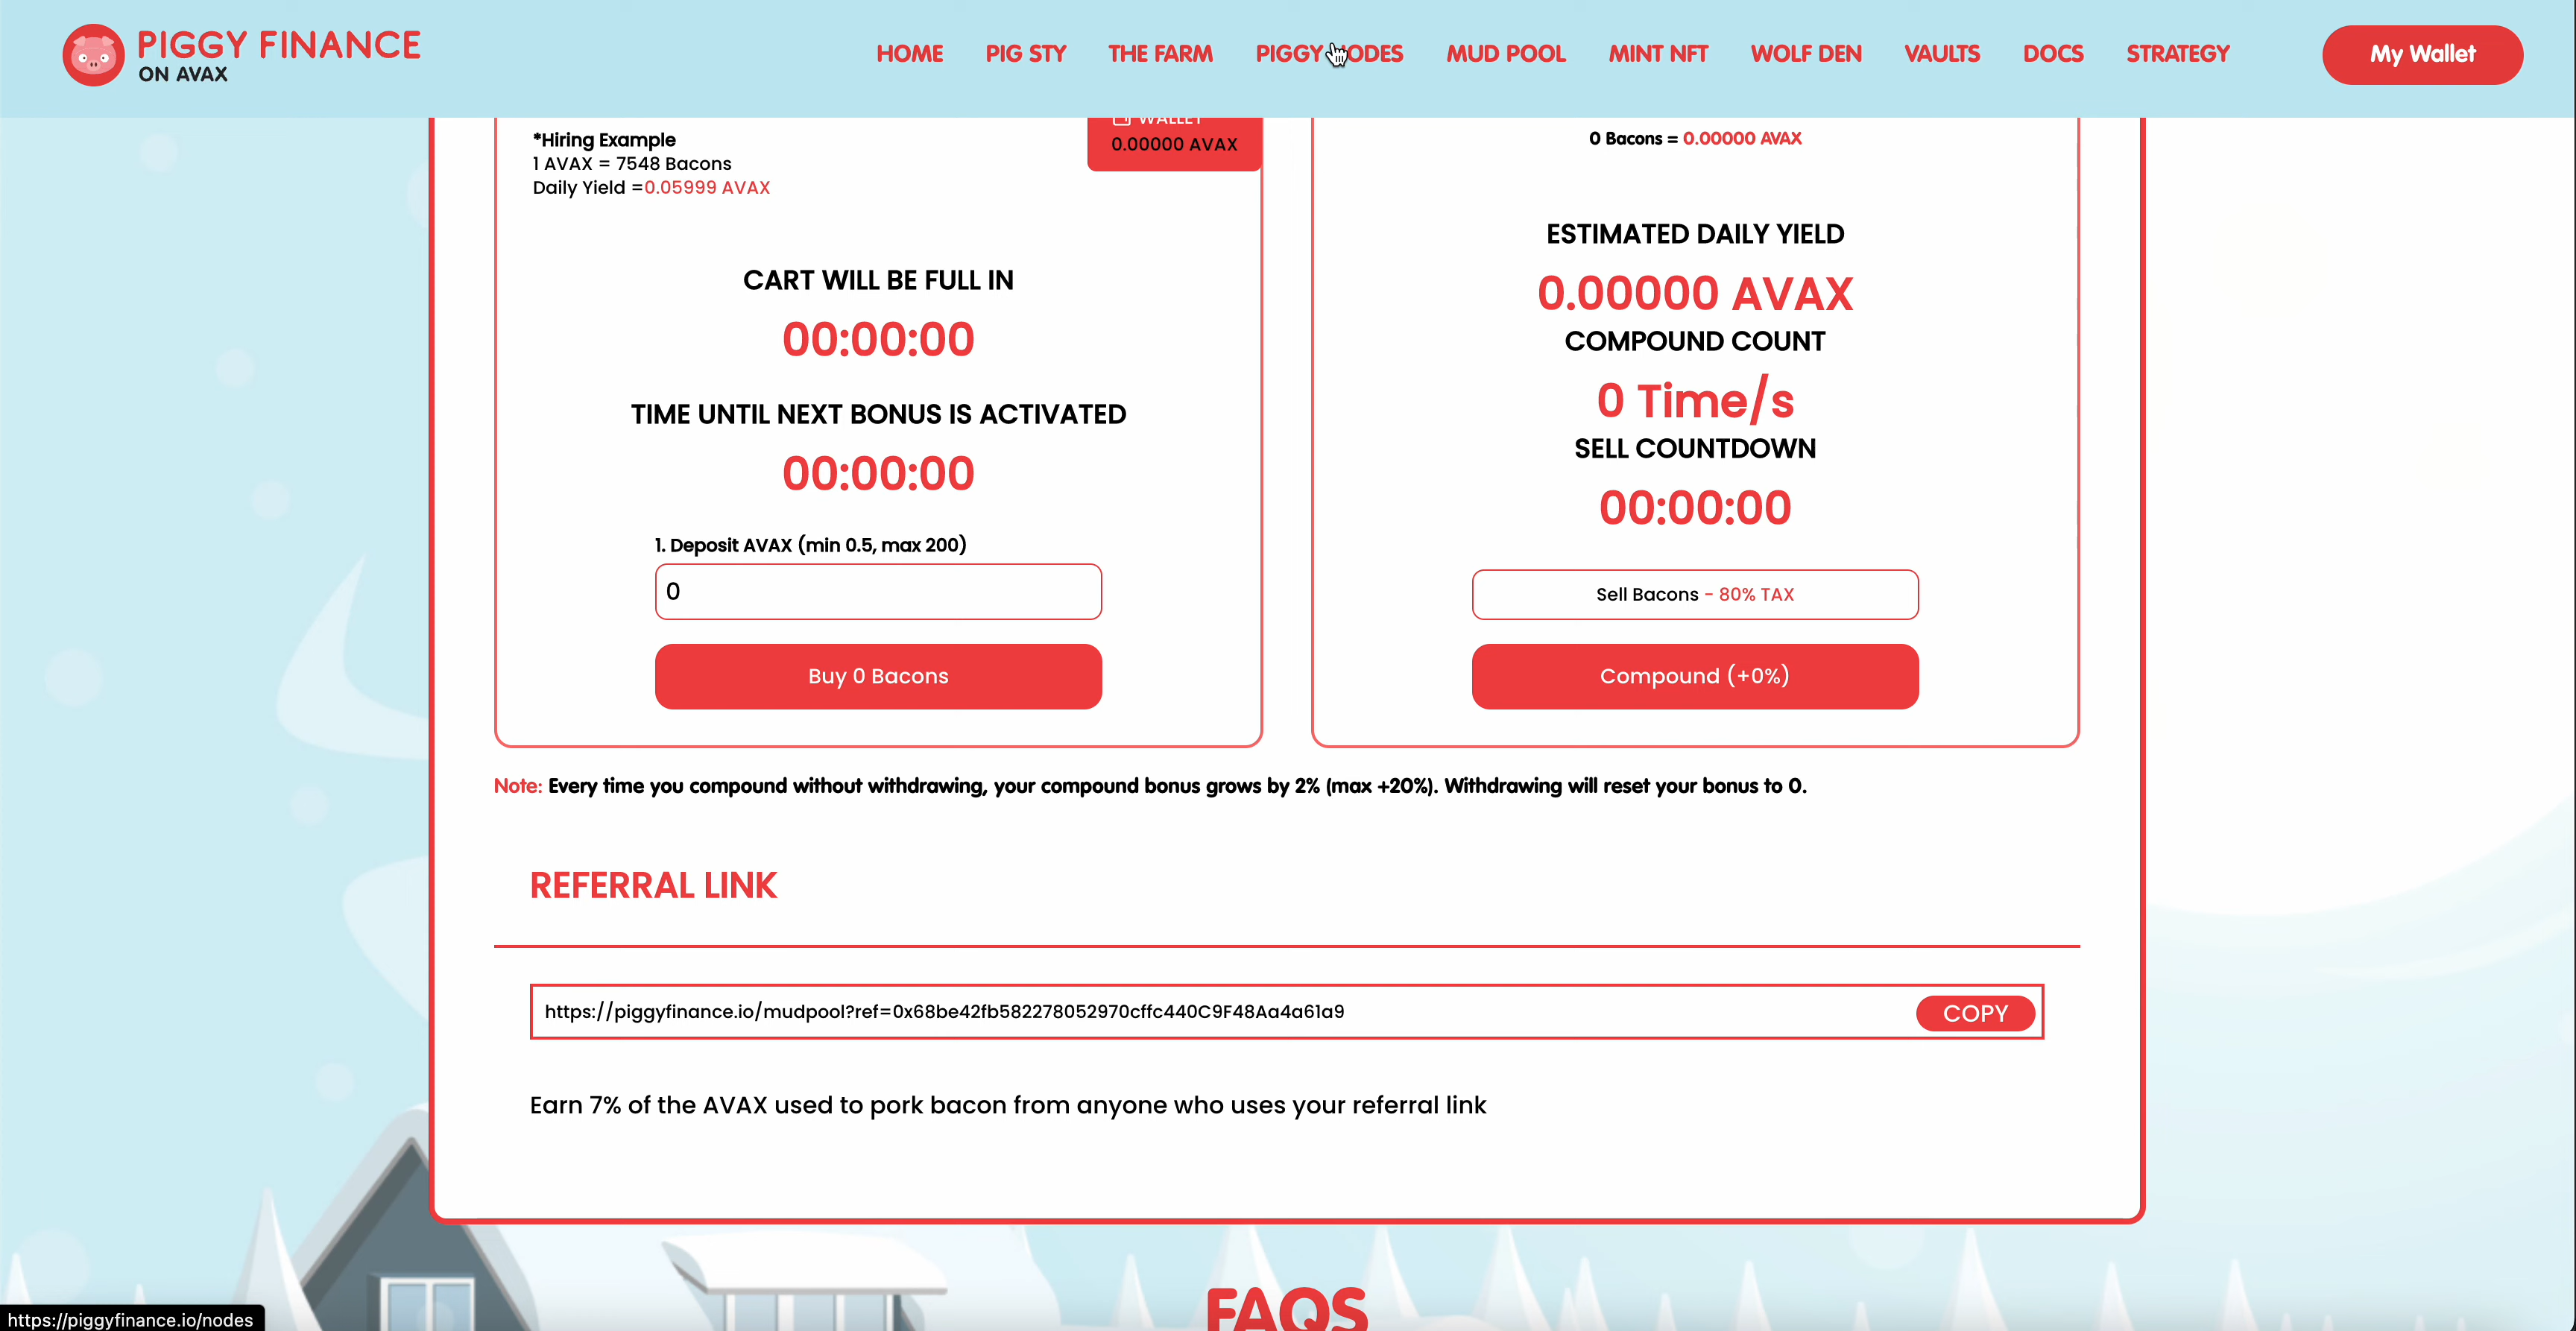 PIGGY FINANCE
ON AVAX
HOME PIG STY THE FARM PIGGY NODES MUD POOL MINT NFT WOLF DEN VAULTS DOCS STRATEGY My Wallet
WALLET
0.00000 AVAX
*Hiring Example
1 AVAX = 7548 Bacons
Daily Yield =0.05999 AVAX
CART WILL BE FULL IN
00:00:00
TIME UNTIL NEXT BONUS IS ACTIVATED
00:00:00
1. Deposit AVAX (min 0.5, max 200)
0
Buy 0 Bacons
0 Bacons = 0.00000 AVAX
ESTIMATED DAILY YIELD
0.00000 AVAX
COMPOUND COUNT
0 Time/s
SELL COUNTDOWN
00:00:00
Sell Bacons - 80% TAX
Compound (+0%)
Note: Every time you compound without withdrawing, your compound bonus grows by 2% (max +20%). Withdrawing will reset your bonus to 0.
REFERRAL LINK
https://piggyfinance.io/mudpool?ref=0x68be42fb582278052970cffc440C9F48Aa4a61a9
COPY
Earn 7% of the AVAX used to pork bacon from anyone who uses your referral link
FAQS
https://piggyfinance.io/nodes